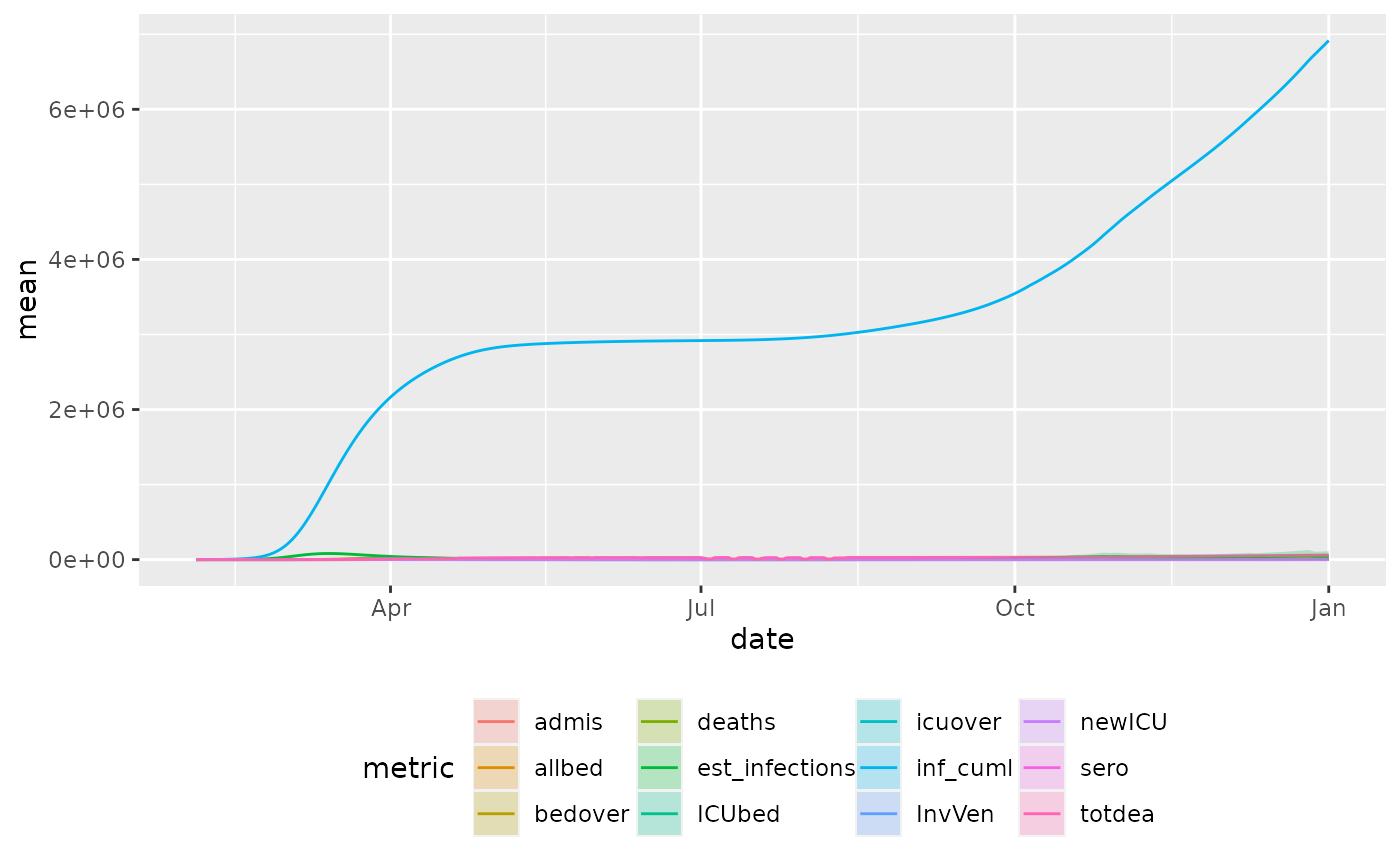 mean
6e+06
4e+06
2e+06
0e+00
Apr Jul Oct Jan
date
metric
admis deaths icuover newICU
allbed est_infections inf_cuml sero
bedover ICUbed InvVen totdea